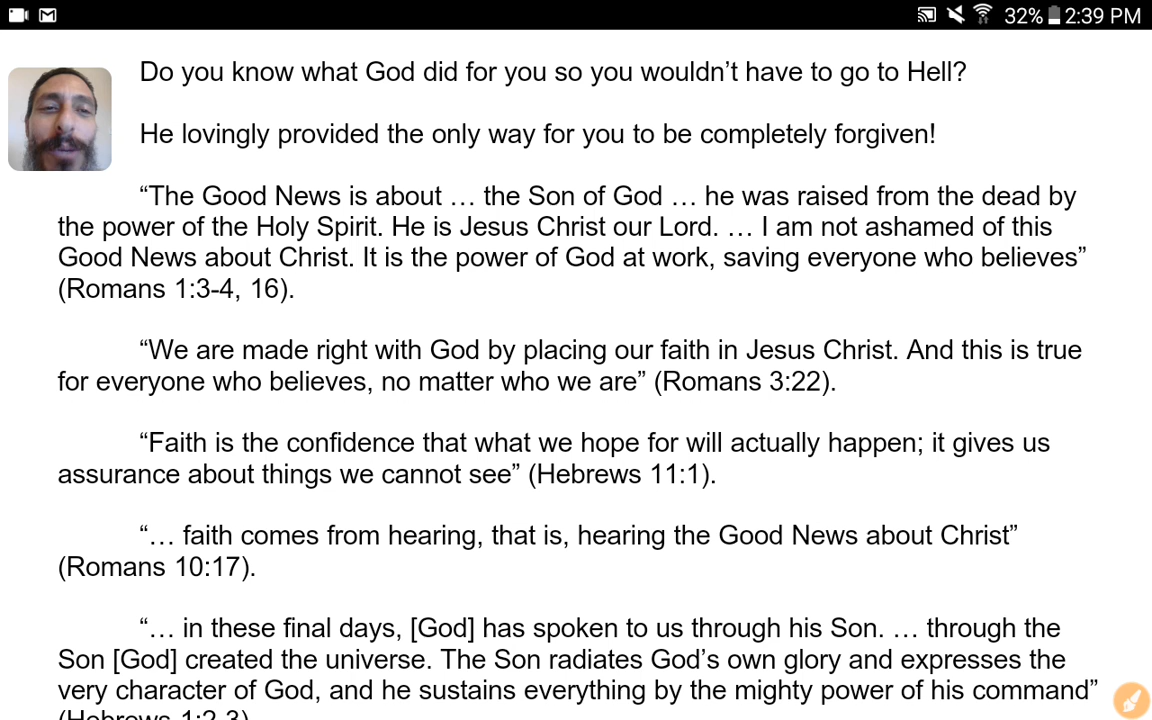 32% 2:39 PM
Do you know what God did for you so you wouldn’t have to go to Hell?
He lovingly provided the only way for you to be completely forgiven!
“The Good News is about … the Son of God … he was raised from the dead by
the power of the Holy Spirit. He is Jesus Christ our Lord. … I am not ashamed of this
Good News about Christ. It is the power of God at work, saving everyone who believes”
(Romans 1:3-4, 16).
“We are made right with God by placing our faith in Jesus Christ. And this is true
for everyone who believes, no matter who we are” (Romans 3:22).
“Faith is the confidence that what we hope for will actually happen; it gives us
assurance about things we cannot see” (Hebrews 11:1).
“… faith comes from hearing, that is, hearing the Good News about Christ”
(Romans 10:17).
“… in these final days, [God] has spoken to us through his Son. … through the
Son [God] created the universe. The Son radiates God’s own glory and expresses the
very character of God, and he sustains everything by the mighty power of his command”
(Hebrews 1:2-3)